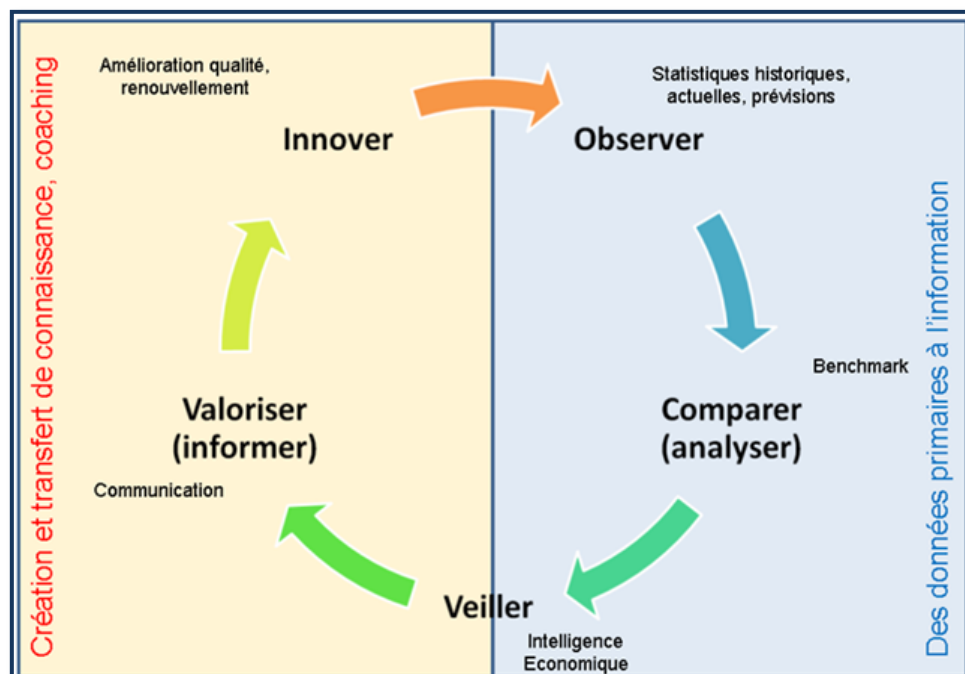 Création et transfert de connaissance, coaching
Amélioration qualité,
renouvellement
Innover
Statistiques historiques,
actuelles, prévisions
Observer
Des données primaires à l'information
Benchmark
Comparer
(analyser)
Valoriser
(informer)
Communication
Veiller
Intelligence
Economique